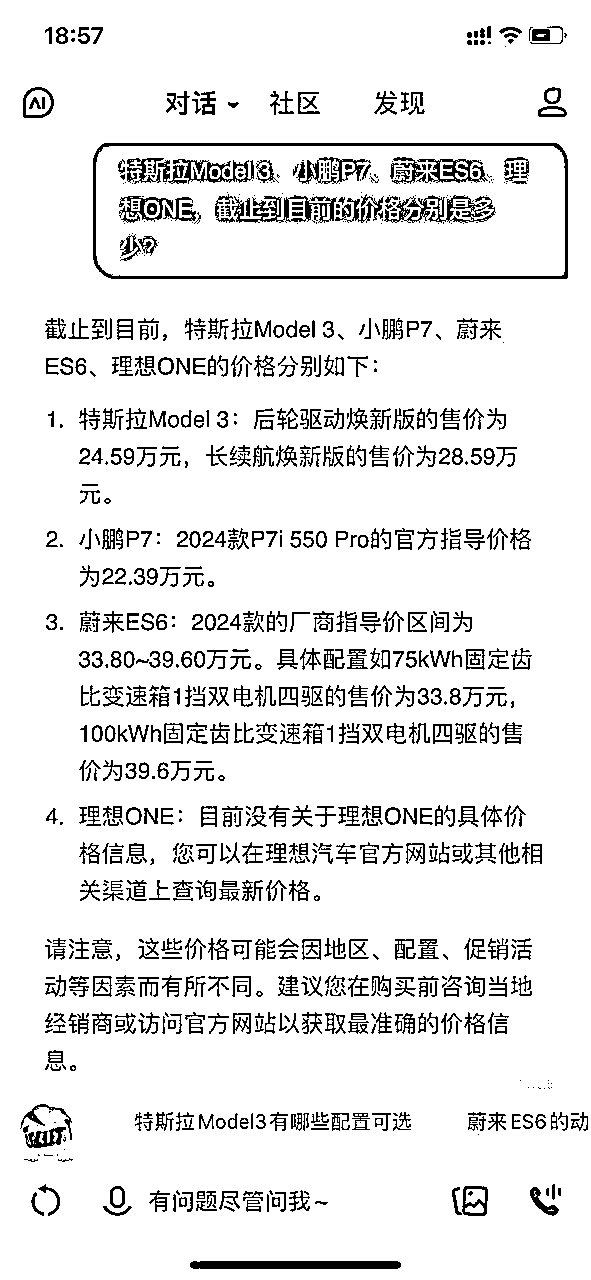 18:57
AI
对话 社区 发现
特斯拉Model 3、小鹏P7、蔚来ES6、理
想ONE，截止到目前的价格分别是多
少？
截止到目前，特斯拉Model 3、小鹏P7、蔚来
ES6、理想ONE的价格分别如下：
1. 特斯拉Model 3：后轮驱动焕新版的售价为
24.59万元，长续航焕新版的售价为28.59万
元。
2. 小鹏P7：2024款P7i 550 Pro的官方指导价格
为22.39万元。
3. 蔚来ES6：2024款的厂商指导价区间为
33.80~39.60万元。具体配置如75kWh固定齿
比变速箱1挡双电机四驱的售价为33.8万元，
100kWh固定齿比变速箱1挡双电机四驱的售
价为39.6万元。
4. 理想ONE：目前没有关于理想ONE的具体价
格信息，您可以在理想汽车官方网站或其他相
关渠道上查询最新价格。
请注意，这些价格可能会因地区、配置、促销活
动等因素而有所不同。建议您在购买前咨询当地
经销商或访问官方网站以获取最准确的价格信
息。
特斯拉Model3有哪些配置可选 蔚来ES6的动
有问题尽管问我~